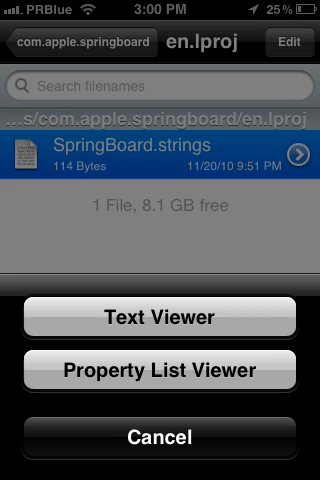 PRBlue 3:00 PM 25%
com.apple.springboard en.lproj Edit
Search filenames
...s/com.apple.springboard/en.lproj
SpringBoard.strings
114 Bytes 11/20/10 9:51 PM
1 File, 8.1 GB free
Text Viewer
Property List Viewer
Cancel